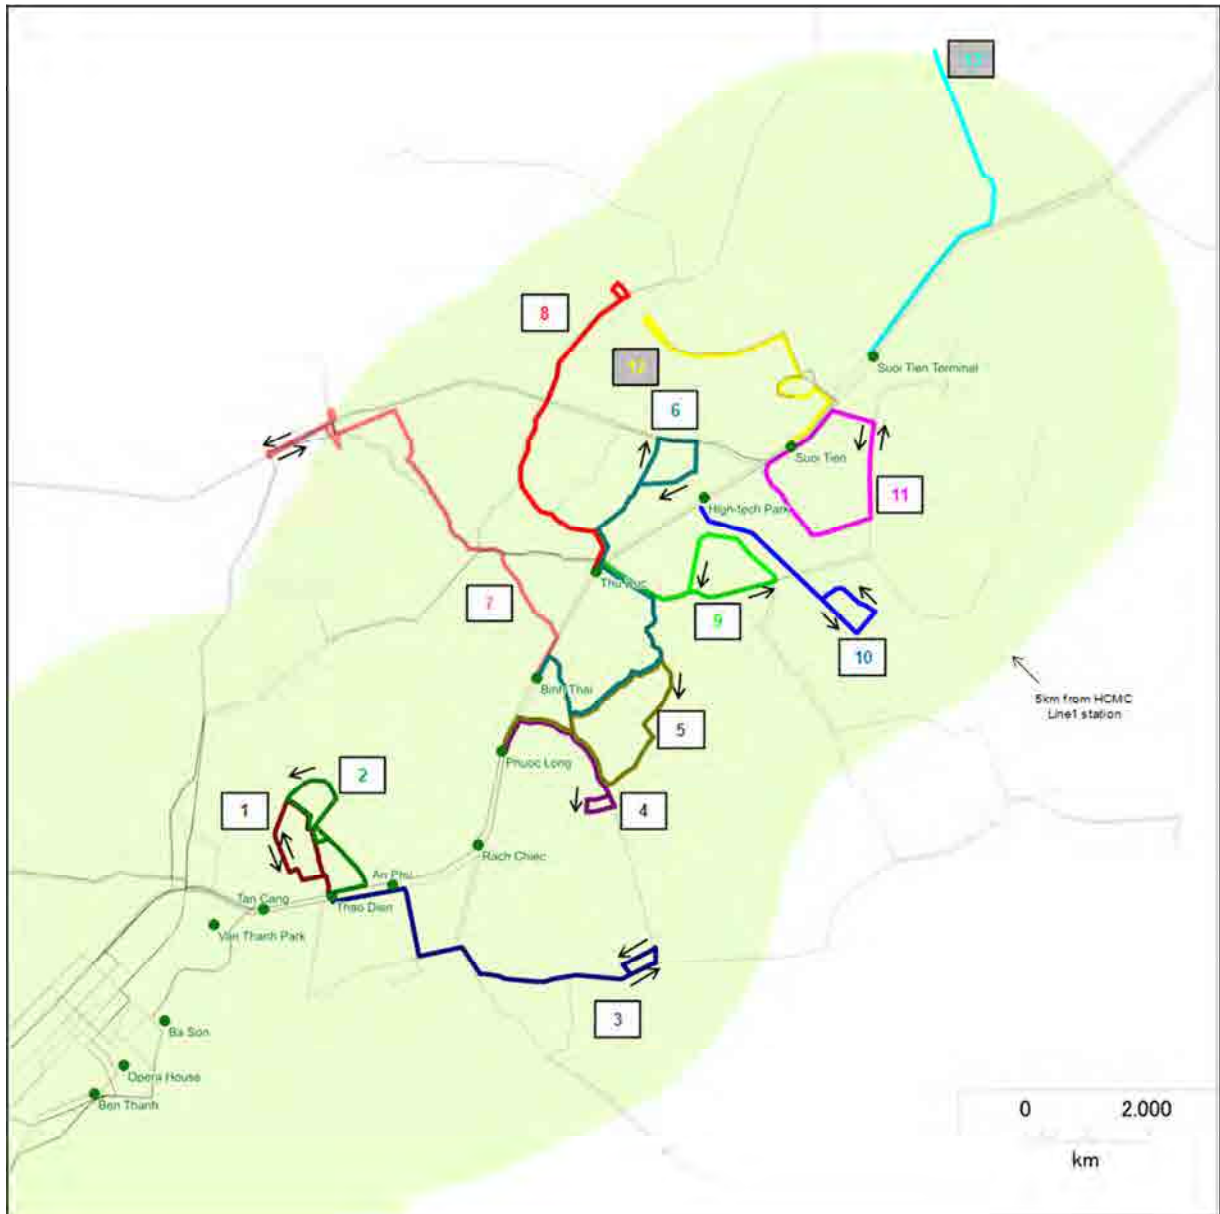 13
8
Suoi Tien Terminal
12
6
Suoi Tien
11
High-tech Park
Thu Duc
7
9
10
Binh Thai
5km from HCMC
Line1 station
5
Phuoc Long
2
1
4
Rach Chiec
An Phu
Tan Cang
Thao Dien
Van Thanh Park
3
Ba Son
Opera House
Ben Thanh
0 2.000
km